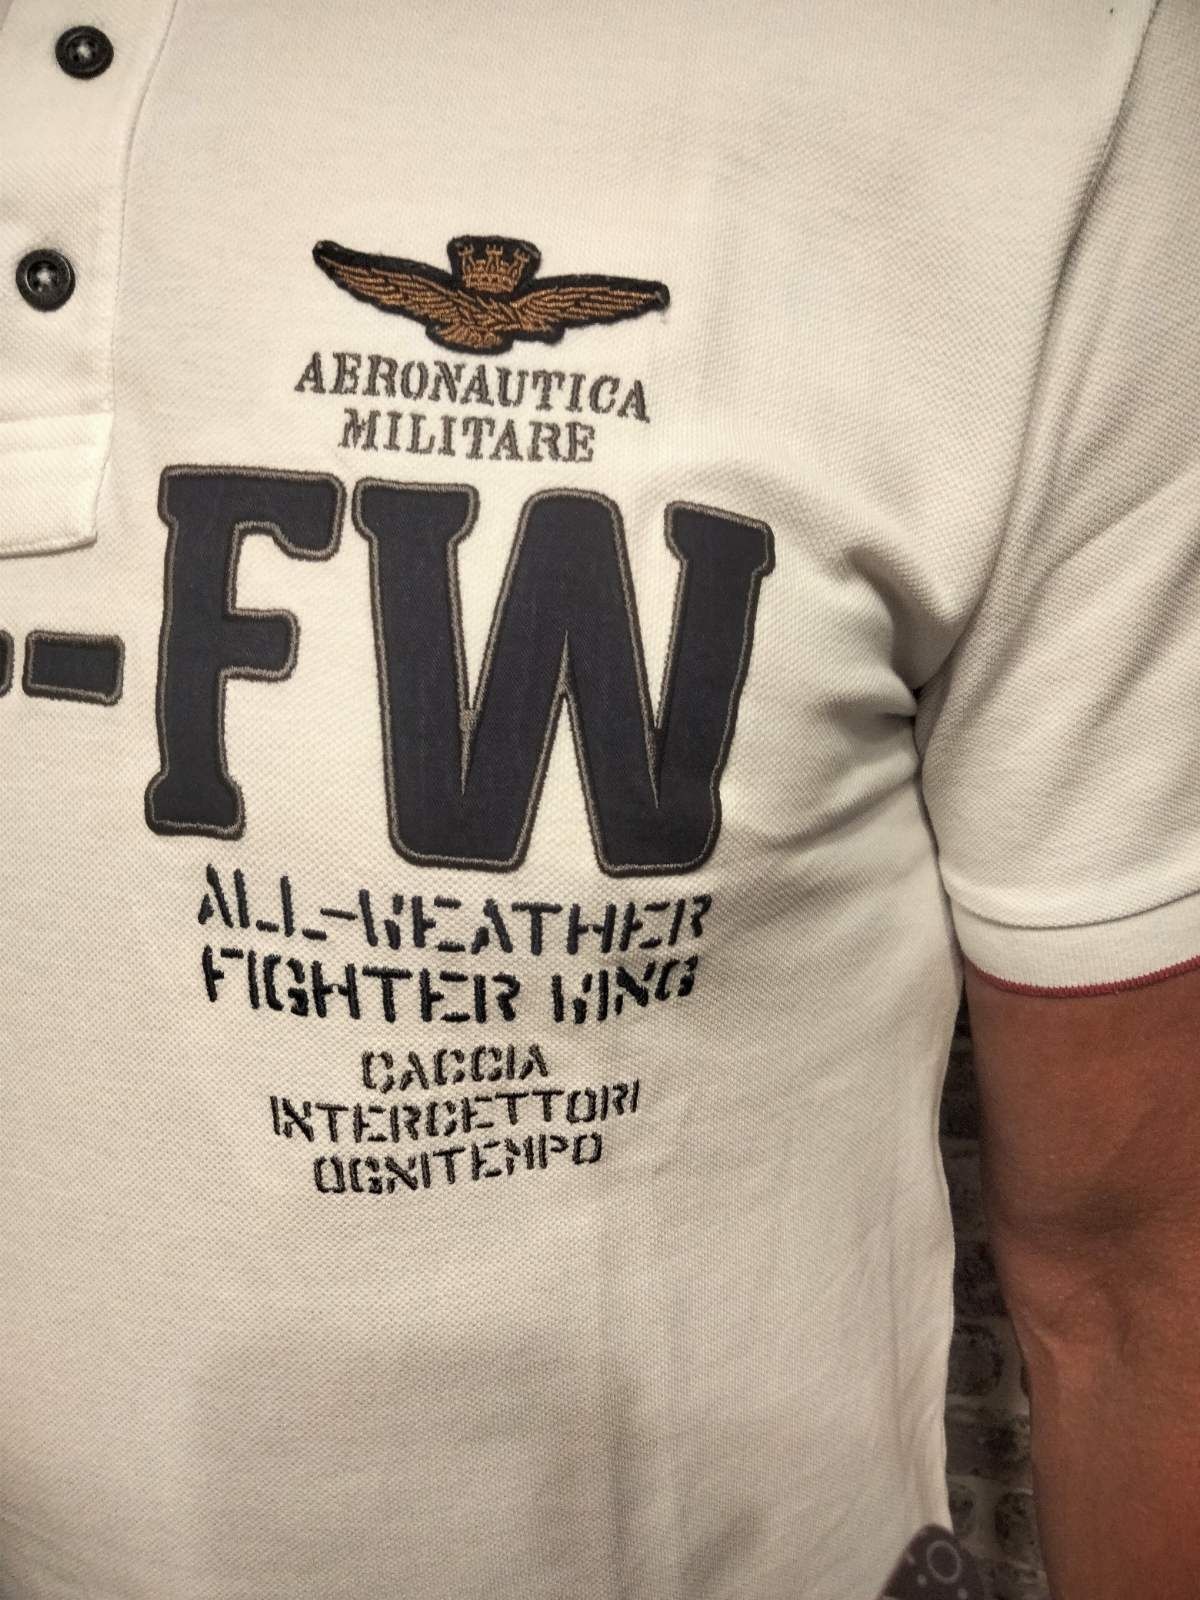 AERONAUTICA
MILITARE
-FW
ALL-WEATHER
FIGHTER WING
CACCIA
INTERCETTORI
OGNITEMPO